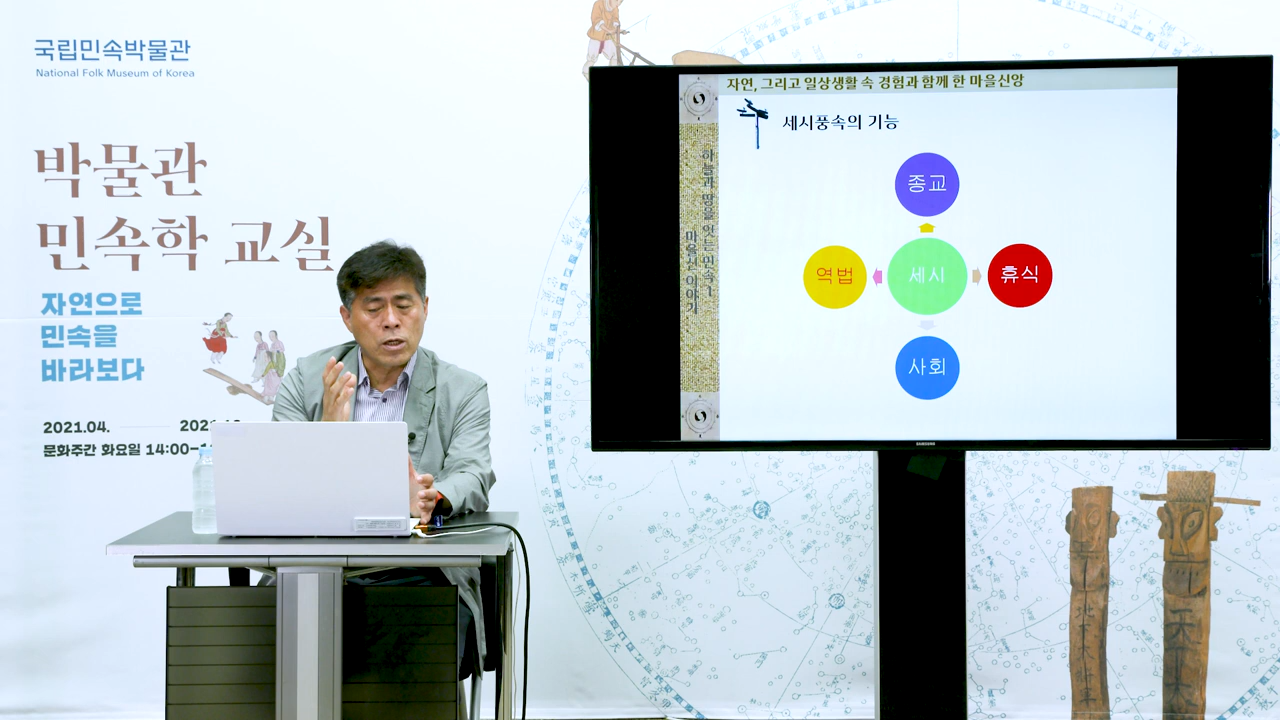 국립민속박물관
National Folk Museum of Korea
박물관
민속학 교실
자연으로
민속을
바라보다
2021.04.
문화주간 화요일 14:00-
자연, 그리고 일상생활 속 경험과 함께 한 마을신앙
세시풍속의 기능
하늘과 땅을 잇는 민속기
마을 이야기
종교
역법
세시
휴식
사회
SAMSUNG